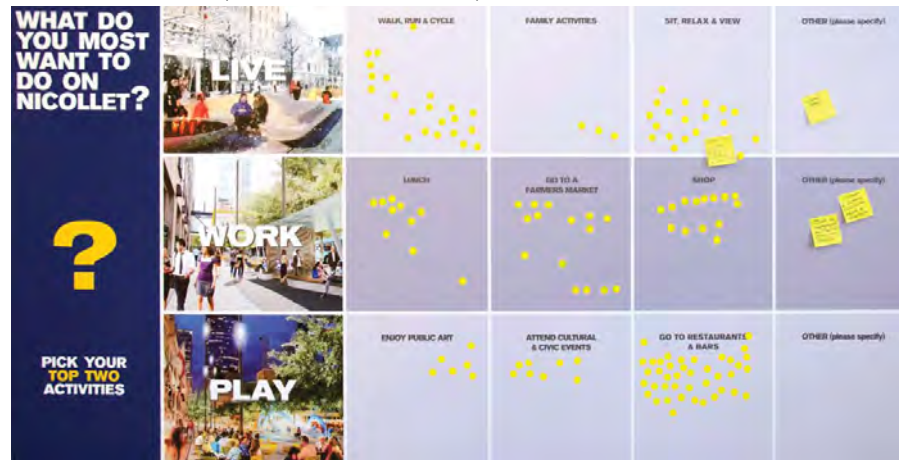 WHAT DO
YOU MOST
WANT TO
DO ON
NICOLLET?
?
PICK YOUR
TOP TWO
ACTIVITIES
LIVE
WALK, RUN & CYCLE
FAMILY ACTIVITIES
SIT, RELAX & VIEW
OTHER (please specify)
WORK
LUNCH
GO TO A
FARMERS MARKET
SHOP
OTHER (please specify)
PLAY
ENJOY PUBLIC ART
ATTEND CULTURAL
& CIVIC EVENTS
GO TO RESTAURANTS
& BARS
OTHER (please specify)